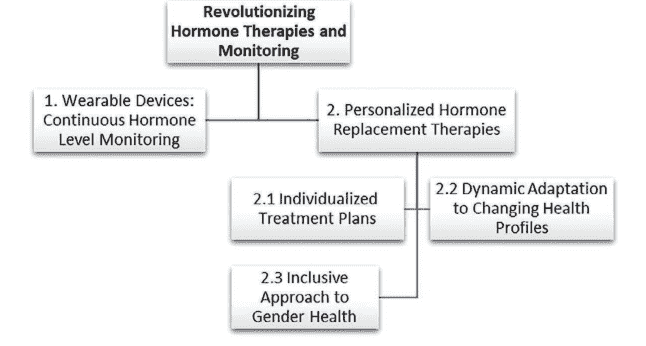 Revolutionizing
Hormone Therapies and
Monitoring
1. Wearable Devices:
Continuous Hormone
Level Monitoring
2. Personalized Hormone
Replacement Therapies
2.1 Individualized
Treatment Plans
2.2 Dynamic Adaptation
to Changing Health
Profiles
2.3 Inclusive
Approach to
Gender Health